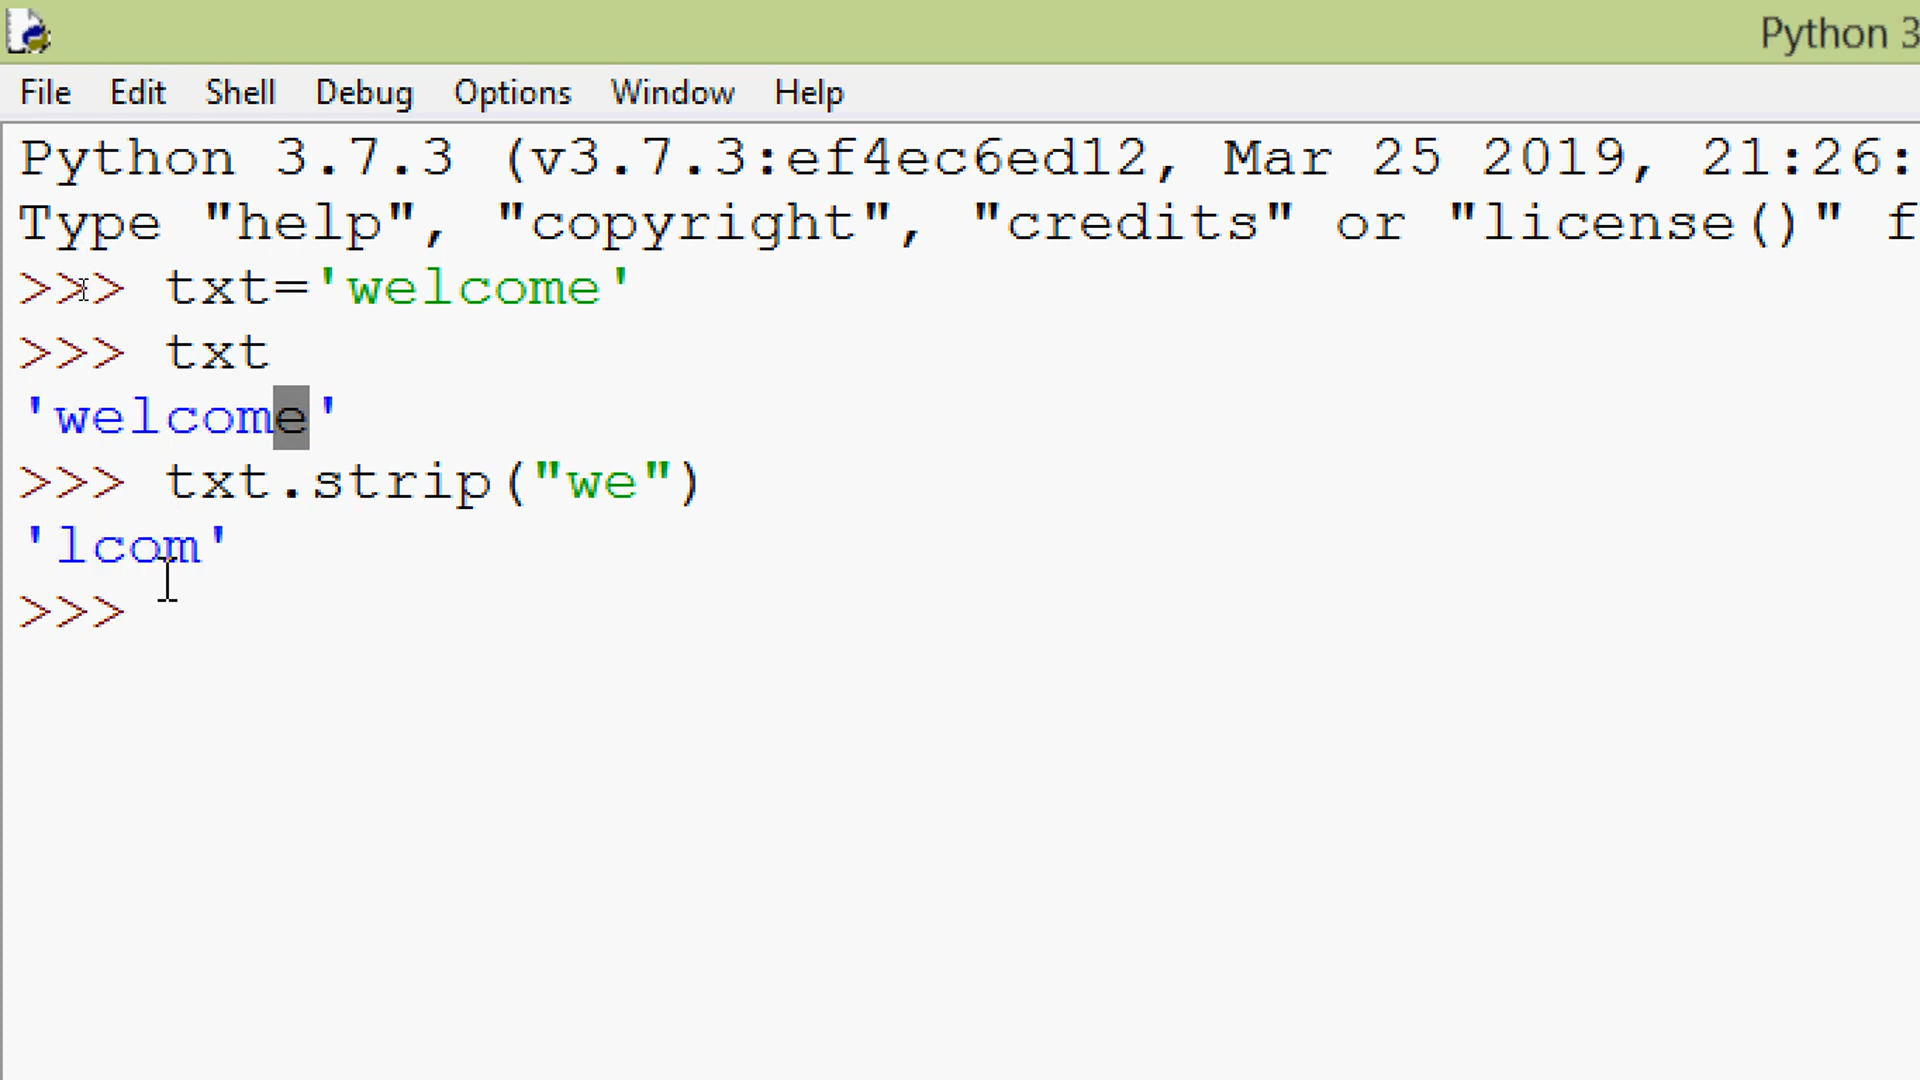 Python 3
File Edit Shell Debug Options Window Help
Python 3.7.3 (v3.7.3:ef4ec6ed12, Mar 25 2019, 21:26:
Type "help", "copyright", "credits" or "license()" f
>>> txt='welcome'
>>> txt
'welcome'
>>> txt.strip("we")
'lcom'
>>>